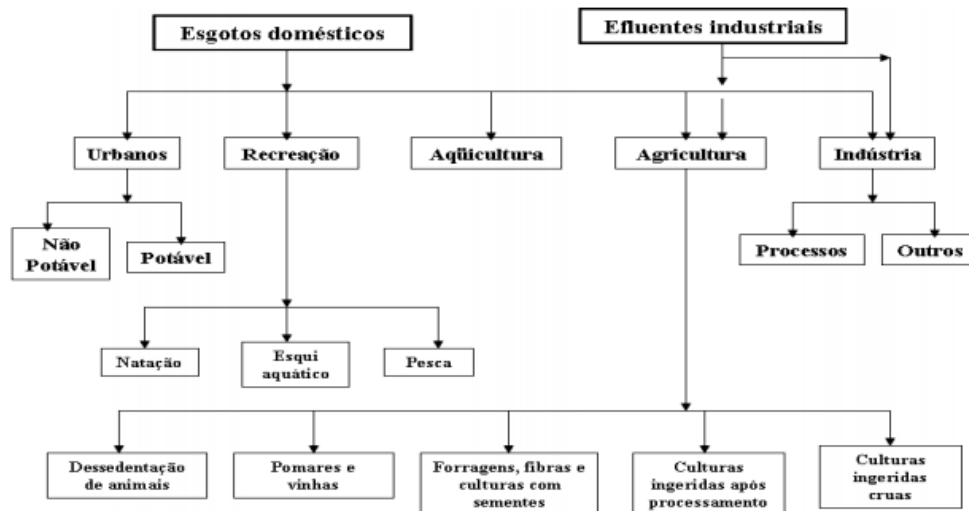 Esgotos domésticos
Efluentes industriais
Urbanos
Recreação
Aqüicultura
Agricultura
Indústria
Não
Potável
Potável
Processos
Outros
Natação
Esqui
aquático
Pesca
Dessedentação
de animais
Pomares e
vinhas
Forragens, fibras e
culturas com
sementes
Culturas
ingeridas após
processamento
Culturas
ingeridas
cruas